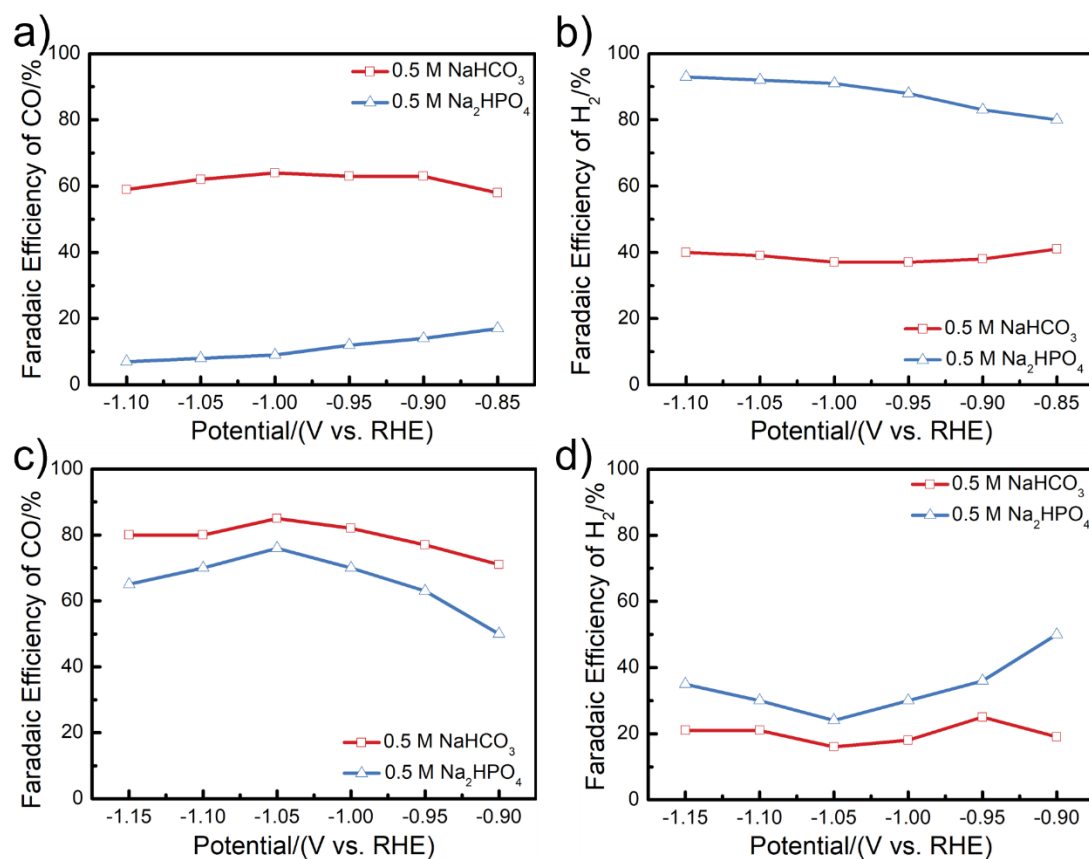 a)
Faradaic Efficiency of CO/%
100
80
60
40
20
0
0.5 M NaHCO3
0.5 M Na2HPO4
-1.10 -1.05 -1.00 -0.95 -0.90 -0.85
Potential/(V vs. RHE)
b)
Faradaic Efficiency of H2/%
100
80
60
40
20
0
0.5 M NaHCO3
0.5 M Na2HPO4
-1.10 -1.05 -1.00 -0.95 -0.90 -0.85
Potential/(V vs. RHE)
c)
Faradaic Efficiency of CO/%
100
80
60
40
20
0
0.5 M NaHCO3
0.5 M Na2HPO4
-1.15 -1.10 -1.05 -1.00 -0.95 -0.90
Potential/(V vs. RHE)
d)
Faradaic Efficiency of H2/%
100
80
60
40
20
0
0.5 M NaHCO3
0.5 M Na2HPO4
-1.15 -1.10 -1.05 -1.00 -0.95 -0.90
Potential/(V vs. RHE)